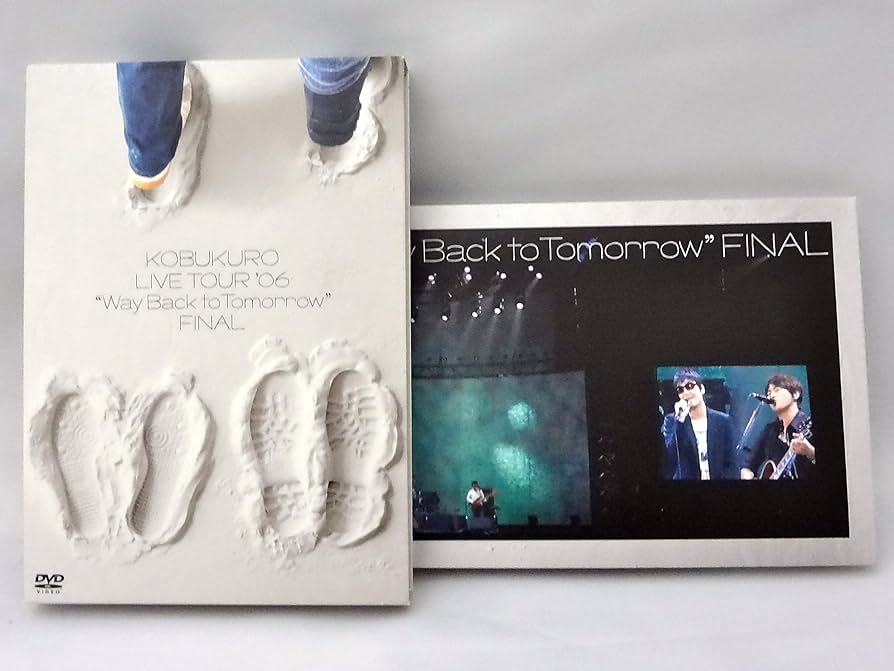 KOBUKURO
LIVE TOUR '06
“Way Back to Tomorrow”
FINAL
DVD
VIDEO
y Back to Tomorrow” FINAL